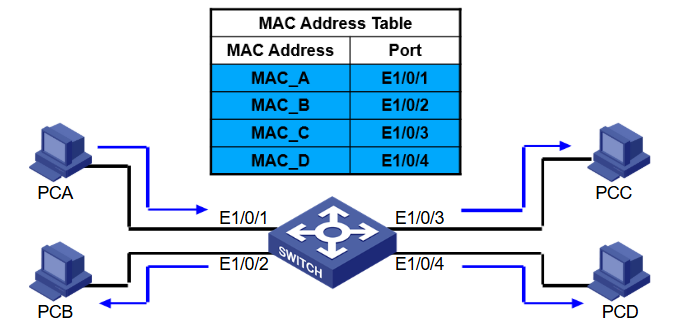 MAC Address Table
MAC Address Port
MAC_A E1/0/1
MAC_B E1/0/2
MAC_C E1/0/3
MAC_D E1/0/4
PCA PCC
E1/0/1 E1/0/3
SWITCH
E1/0/2 E1/0/4
PCB PCD